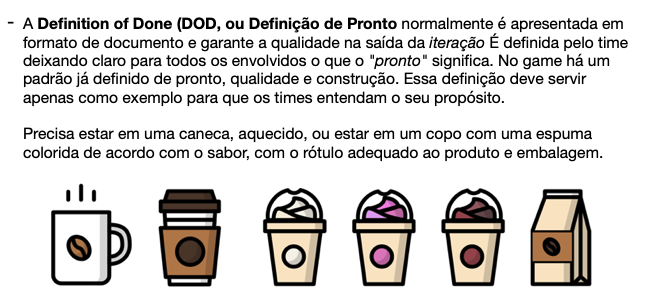 - A Definition of Done (DOD, ou Definição de Pronto normalmente é apresentada em
formato de documento e garante a qualidade na saída da iteração É definida pelo time
deixando claro para todos os envolvidos o que o "pronto" significa. No game há um
padrão já definido de pronto, qualidade e construção. Essa definição deve servir
apenas como exemplo para que os times entendam o seu propósito.
Precisa estar em uma caneca, aquecido, ou estar em um copo com uma espuma
colorida de acordo com o sabor, com o rótulo adequado ao produto e embalagem.